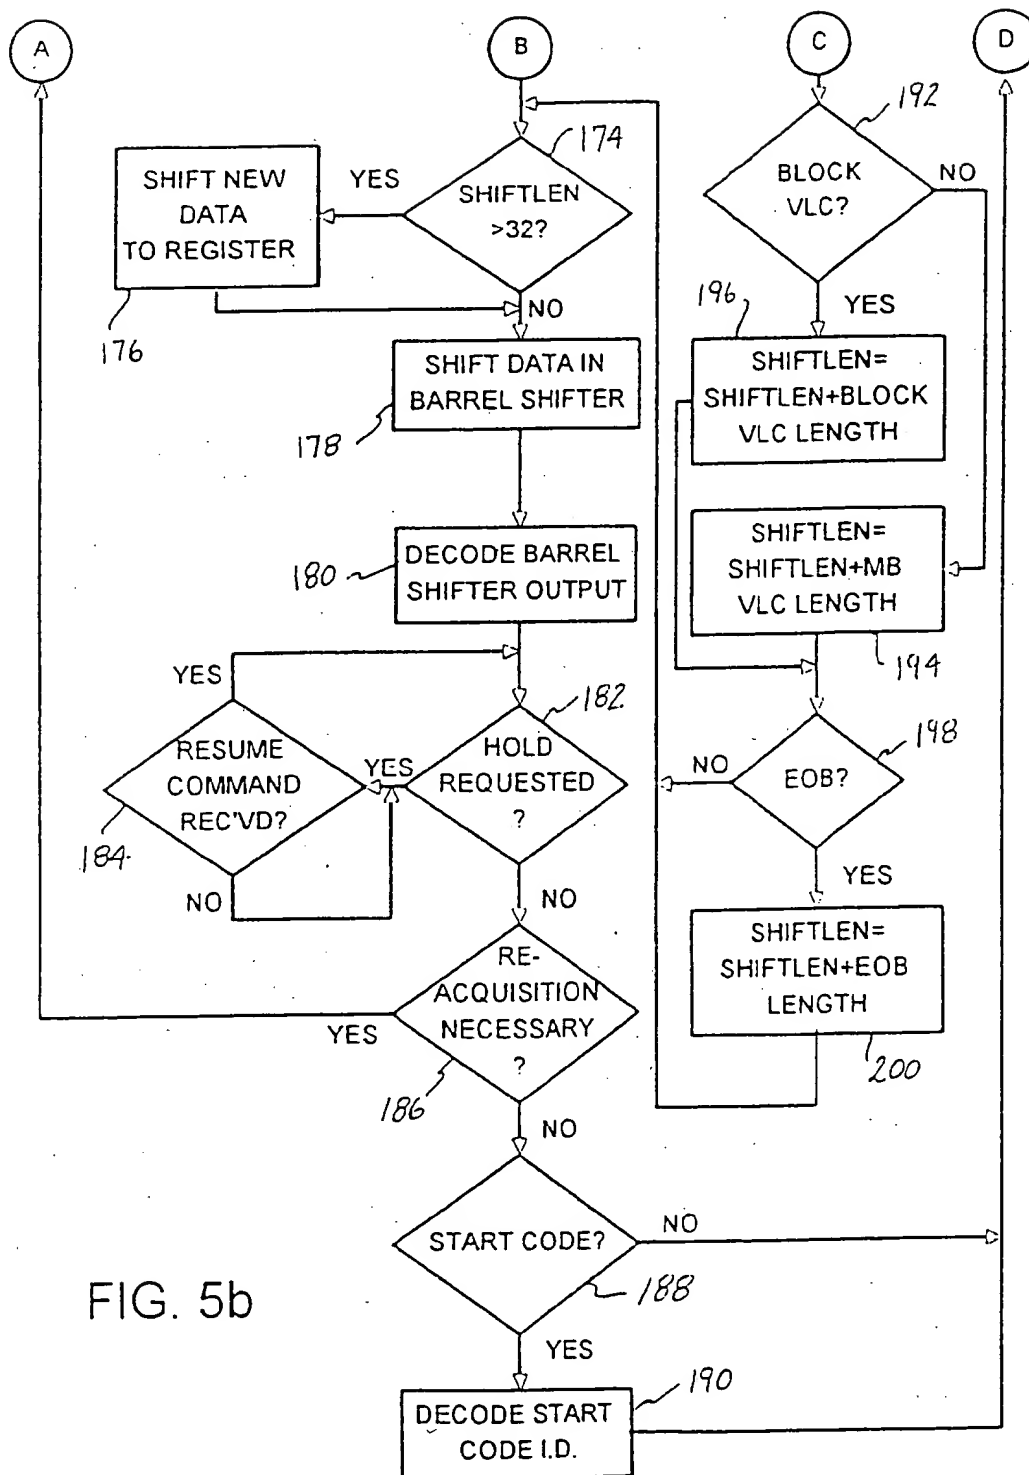 A
B
C
D
174
SHIFTLEN
>32?
YES
NO
SHIFT NEW
DATA
TO REGISTER
176
SHIFT DATA IN
BARREL SHIFTER
178
DECODE BARREL
SHIFTER OUTPUT
180
182
HOLD
REQUESTED
?
YES
NO
RESUME
COMMAND
REC'VD?
184
YES
NO
RE-
ACQUISITION
NECESSARY
?
186
YES
NO
START CODE?
188
NO
YES
DECODE START
CODE I.D.
190
192
BLOCK
VLC?
NO
YES
196
SHIFTLEN=
SHIFTLEN+BLOCK
VLC LENGTH
SHIFTLEN=
SHIFTLEN+MB
VLC LENGTH
194
198
EOB?
NO
YES
SHIFTLEN=
SHIFTLEN+EOB
LENGTH
200
FIG. 5b